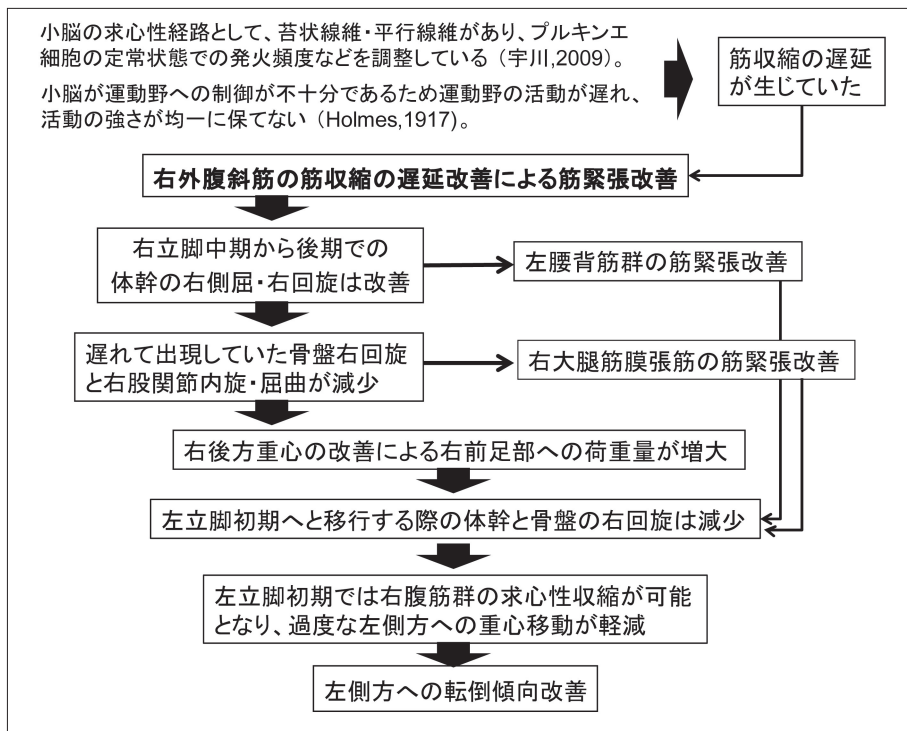 小脳の求心性経路として、苔状線維・平行線維があり、プルキンエ
細胞の定常状態での発火頻度などを調整している（宇川,2009）。
小脳が運動野への制御が不十分であるため運動野の活動が遅れ、
活動の強さが均一に保てない（Holmes,1917）。
筋収縮の遅延
が生じていた
右外腹斜筋の筋収縮の遅延改善による筋緊張改善
右立脚中期から後期での
体幹の右側屈・右回旋は改善
左腰背筋群の筋緊張改善
遅れて出現していた骨盤右回旋
と右股関節内旋・屈曲が減少
右大腿筋膜張筋の筋緊張改善
右後方重心の改善による右前足部への荷重量が増大
左立脚初期へと移行する際の体幹と骨盤の右回旋は減少
左立脚初期では右腹筋群の求心性収縮が可能
となり、過度な左側方への重心移動が軽減
左側方への転倒傾向改善